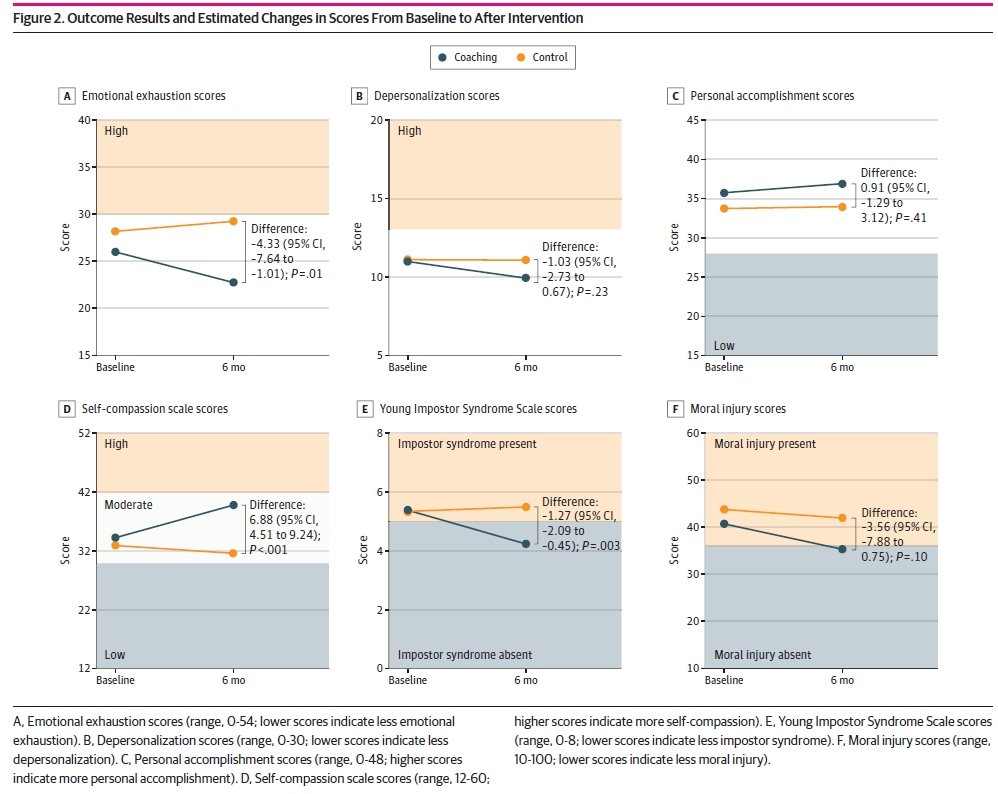 Figure 2. Outcome Results and Estimated Changes in Scores From Baseline to After Intervention
Coaching
Control
A Emotional exhaustion scores
40
35
30
25
20
15
Score
High
Difference:
–4.33 (95% CI,
–7.64 to
–1.01); P=.01
Baseline
6 mo
B Depersonalization scores
20
15
10
5
Score
High
Difference:
–1.03 (95% CI,
–2.73 to
0.67); P=.23
Baseline
6 mo
C Personal accomplishment scores
45
40
35
30
25
20
15
Score
Difference:
0.91 (95% CI,
–1.29 to
3.12); P=.41
Low
Baseline
6 mo
D Self-compassion scale scores
52
42
32
22
12
Score
High
Moderate
Difference:
6.88 (95% CI,
4.51 to 9.24);
P<.001
Low
Baseline
6 mo
E Young Impostor Syndrome Scale scores
8
6
4
2
0
Score
Impostor syndrome present
Difference:
–1.27 (95% CI,
–2.09 to
–0.45); P=.003
Impostor syndrome absent
Baseline
6 mo
F Moral injury scores
60
50
40
30
20
10
Score
Moral injury present
Difference:
–3.56 (95% CI,
–7.88 to
0.75); P=.10
Moral injury absent
Baseline
6 mo
A, Emotional exhaustion scores (range, 0-54; lower scores indicate less emotional
exhaustion). B, Depersonalization scores (range, 0-30; lower scores indicate less
depersonalization). C, Personal accomplishment scores (range, 0-48; higher scores
indicate more personal accomplishment). D, Self-compassion scale scores (range, 12-60;
higher scores indicate more self-compassion). E, Young Impostor Syndrome Scale scores
(range, 0-8; lower scores indicate less impostor syndrome). F, Moral injury scores (range,
10-100; lower scores indicate less moral injury).